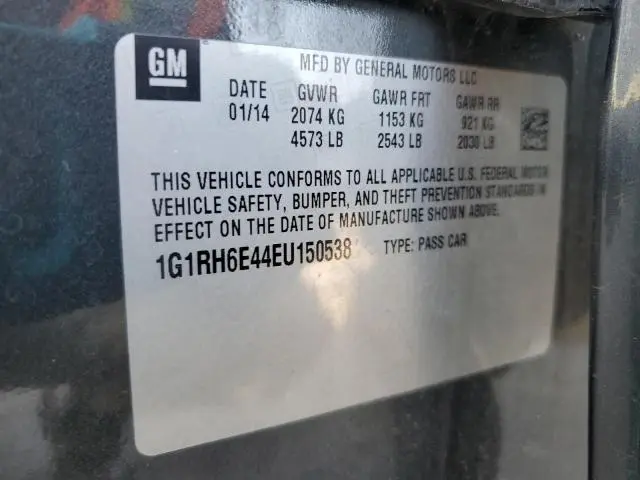 GM
MFD BY GENERAL MOTORS LLC
DATE GVWR GAWR FRT GAWR RR
01/14 2074 KG 1153 KG 921 KG
4573 LB 2543 LB 2030 LB
THIS VEHICLE CONFORMS TO ALL APPLICABLE U.S. FEDERAL MOTOR
VEHICLE SAFETY, BUMPER, AND THEFT PREVENTION STANDARDS IN
EFFECT ON THE DATE OF MANUFACTURE SHOWN ABOVE.
1G1RH6E44EU150538 TYPE: PASS CAR